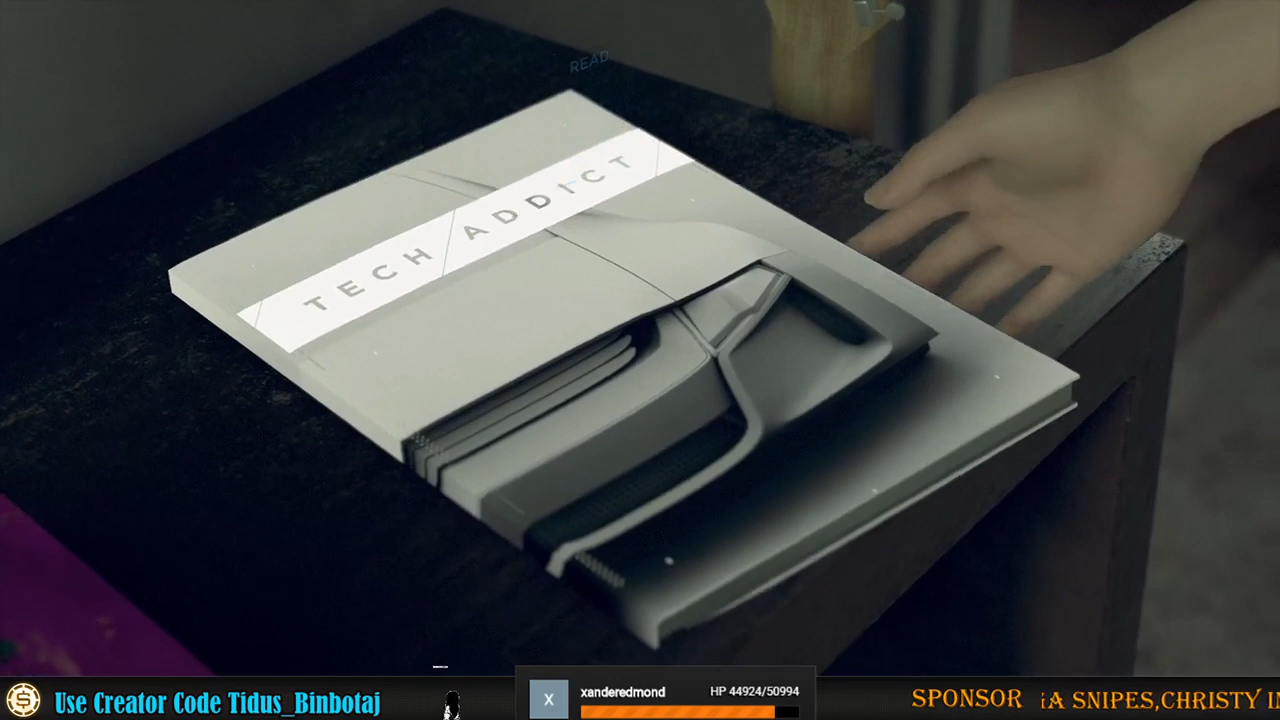 READ
TECH ADDICT
Use Creator Code Tidus_Binbotaj
X
xanderedmond
HP 44924/50994
SPONSOR
A SNIPES,CHRISTY